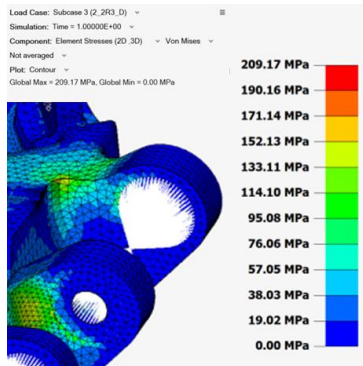 Load Case: Subcase 3 (2_2R3_D)
Simulation: Time = 1.00000E+00
Component: Element Stresses (2D ,3D) Von Mises
Not averaged
Plot: Contour
Global Max = 209.17 MPa, Global Min = 0.00 MPa
209.17 MPa
190.16 MPa
171.14 MPa
152.13 MPa
133.11 MPa
114.10 MPa
95.08 MPa
76.06 MPa
57.05 MPa
38.03 MPa
19.02 MPa
0.00 MPa